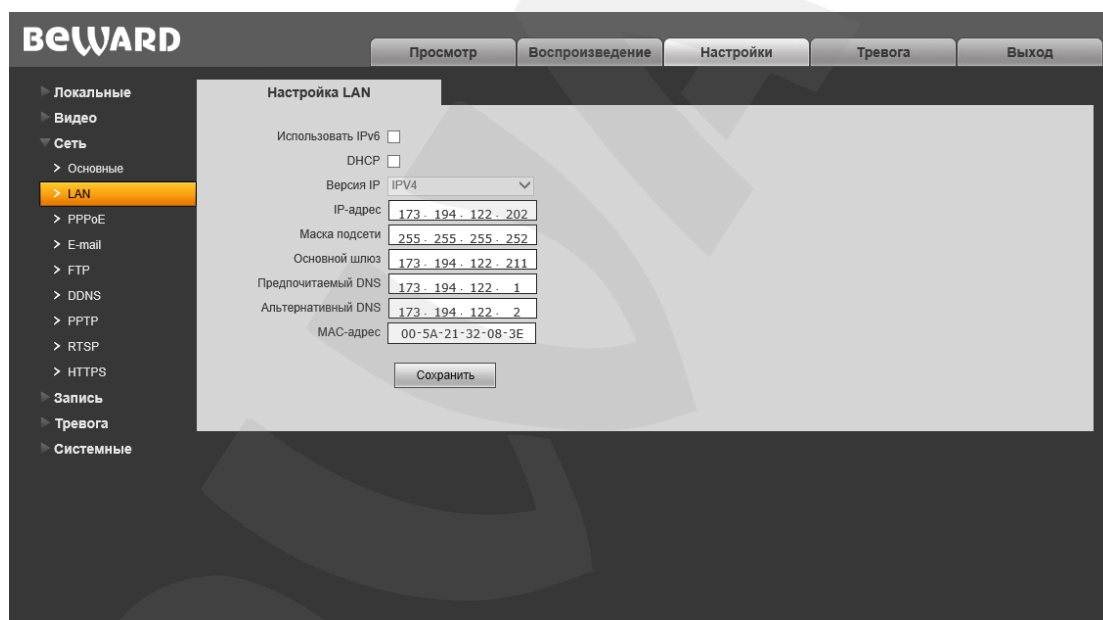 BEWARD
Просмотр Воспроизведение Настройки Тревога Выход
Локальные
Видео
Сеть
> Основные
> LAN
> PPPoE
> E-mail
> FTP
> DDNS
> PPTP
> RTSP
> HTTPS
Запись
Тревога
Системные
Настройка LAN
Использовать IPv6
DHCP
Версия IP IPV4
IP-адрес 173. 194. 122. 202
Маска подсети 255. 255. 255. 252
Основной шлюз 173. 194. 122. 211
Предпочитаемый DNS 173. 194. 122. 1
Альтернативный DNS 173. 194. 122. 2
MAC-адрес 00-5A-21-32-08-3E
Сохранить